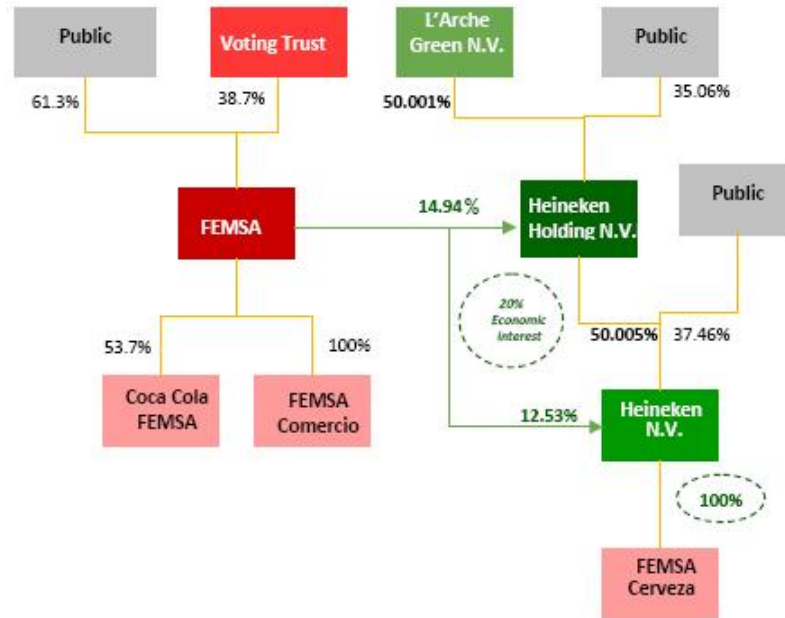 Public
Voting Trust
L'Arche
Green N.V.
Public
61.3%
38.7%
50.001%
35.06%
FEMSA
14.94%
Heineken
Holding N.V.
Public
20%
Economic
interest
53.7%
100%
50.005%
37.46%
Coca Cola
FEMSA
FEMSA
Comercio
12.53%
Heineken
N.V.
100%
FEMSA
Cerveza